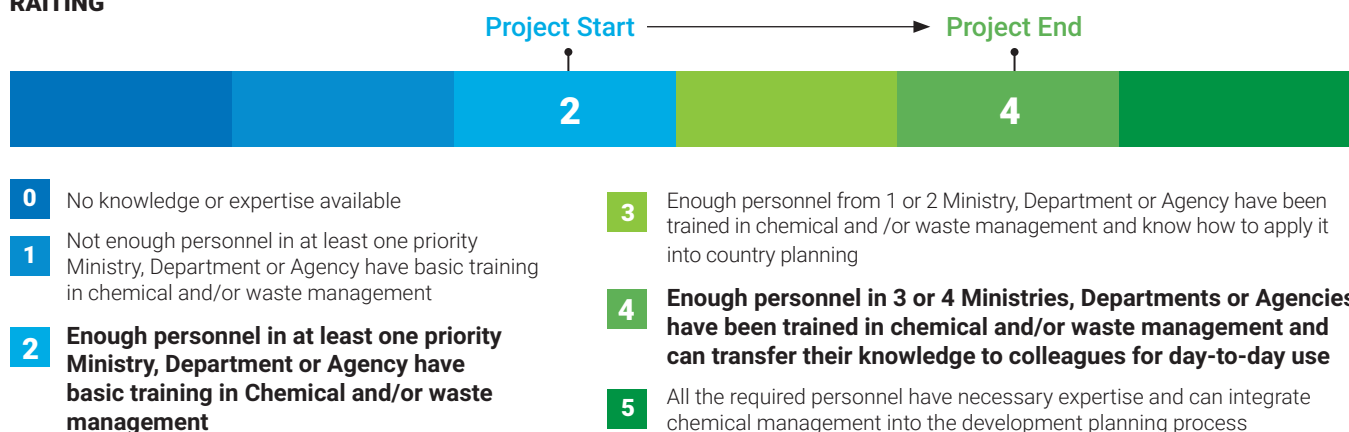 RAITING
Project Start
Project End
2
4
0
No knowledge or expertise available
1
Not enough personnel in at least one priority
Ministry, Department or Agency have basic training
in chemical and/or waste management
2
Enough personnel in at least one priority
Ministry, Department or Agency have
basic training in Chemical and/or waste
management
3
Enough personnel from 1 or 2 Ministry, Department or Agency have been
trained in chemical and /or waste management and know how to apply it
into country planning
4
Enough personnel in 3 or 4 Ministries, Departments or Agencies
have been trained in chemical and/or waste management and
can transfer their knowledge to colleagues for day-to-day use
5
All the required personnel have necessary expertise and can integrate
chemical management into the development planning process